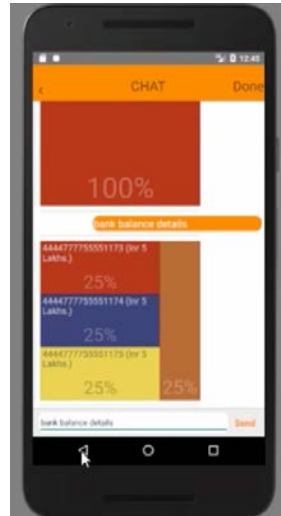 12:45
CHAT
Done
100%
bank balance details
4444777755551173 (Inr 5
Lakhs.)
25%
4444777755551174 (Inr 5
Lakhs.)
25%
4444777755551173 (Inr 5
Lakhs.)
25%
25%
bank balance details
Send